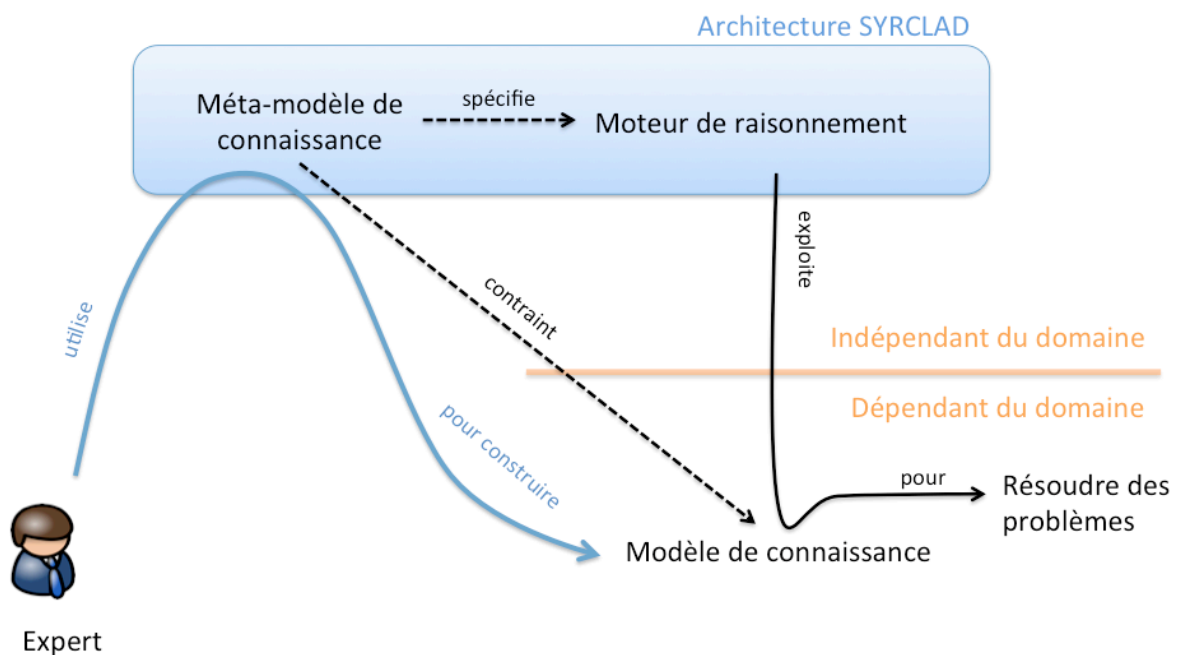 Architecture SYRCLAD
Méta-modèle de
connaissance
spécifie
Moteur de raisonnement
exploite
contraint
utilise
Indépendant du domaine
Dépendant du domaine
pour construire
pour
Résoudre des
problèmes
Modèle de connaissance
Expert